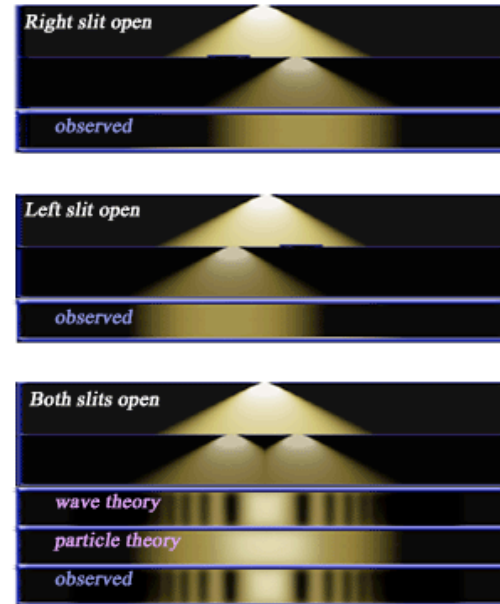 Right slit open
observed
Left slit open
observed
Both slits open
wave theory
particle theory
observed